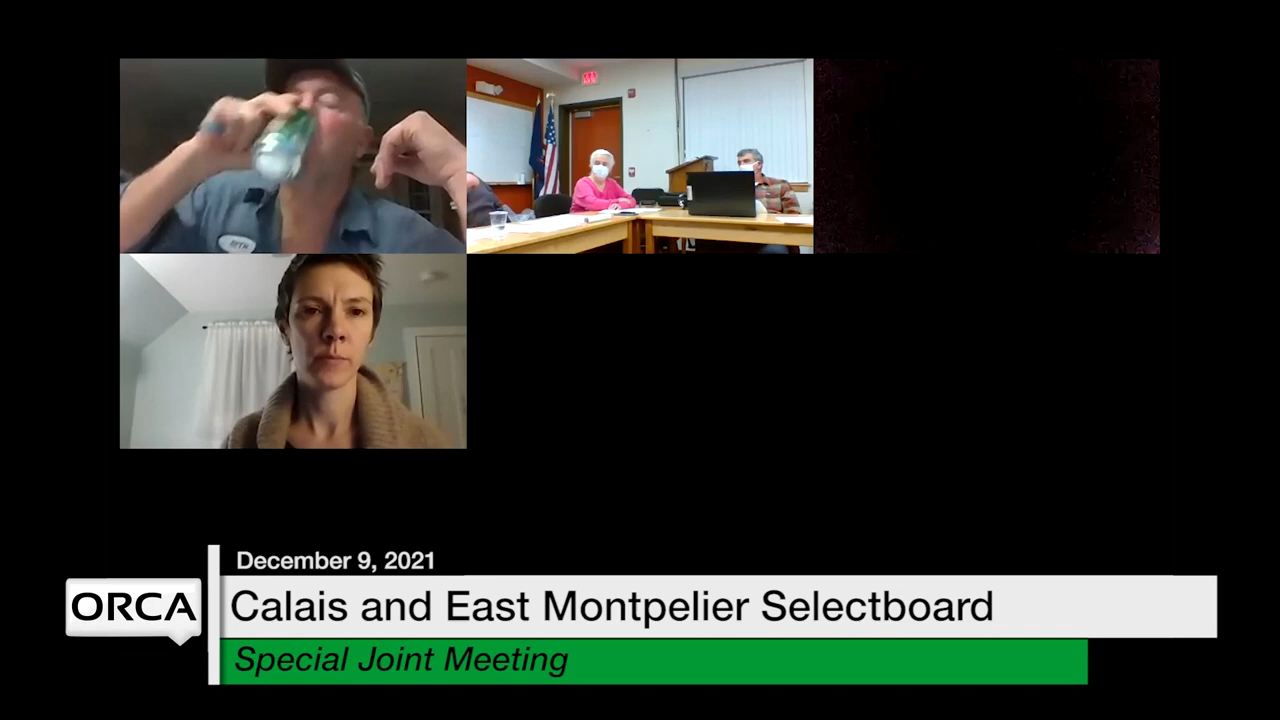 December 9, 2021
ORCA
Calais and East Montpelier Selectboard
Special Joint Meeting